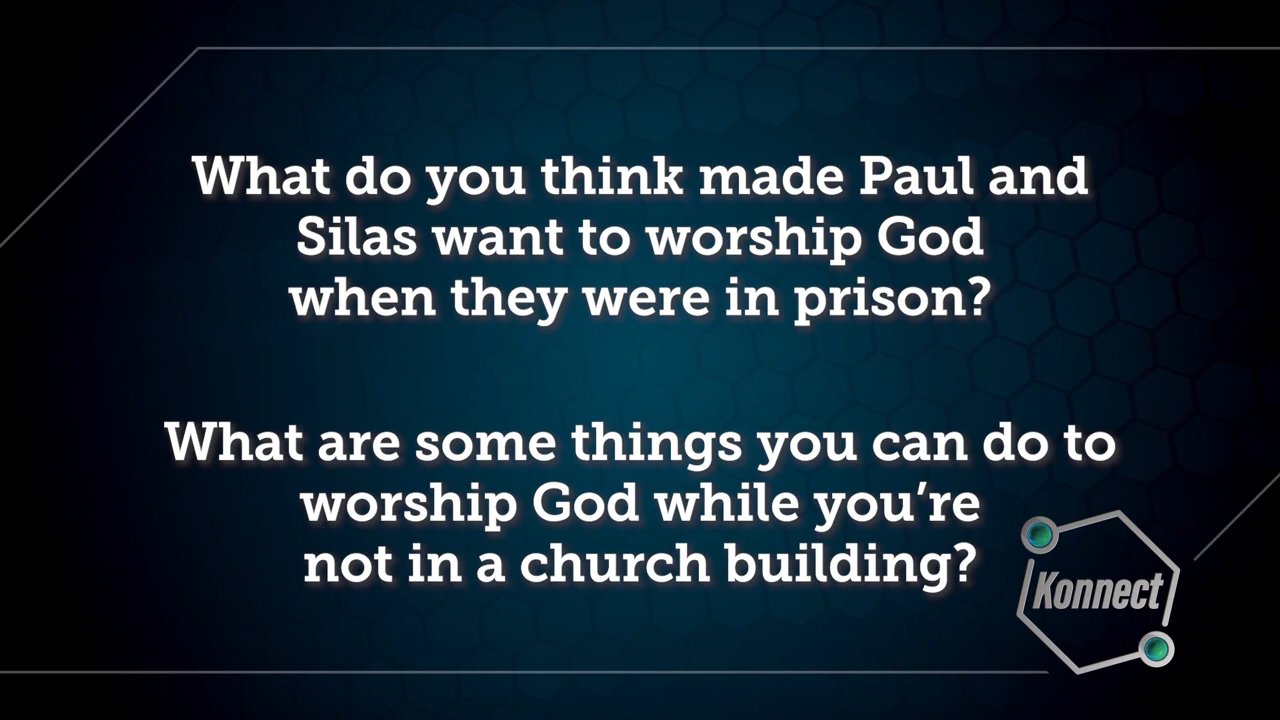 What do you think made Paul and
Silas want to worship God
when they were in prison?
What are some things you can do to
worship God while you’re
not in a church building?
Konnect